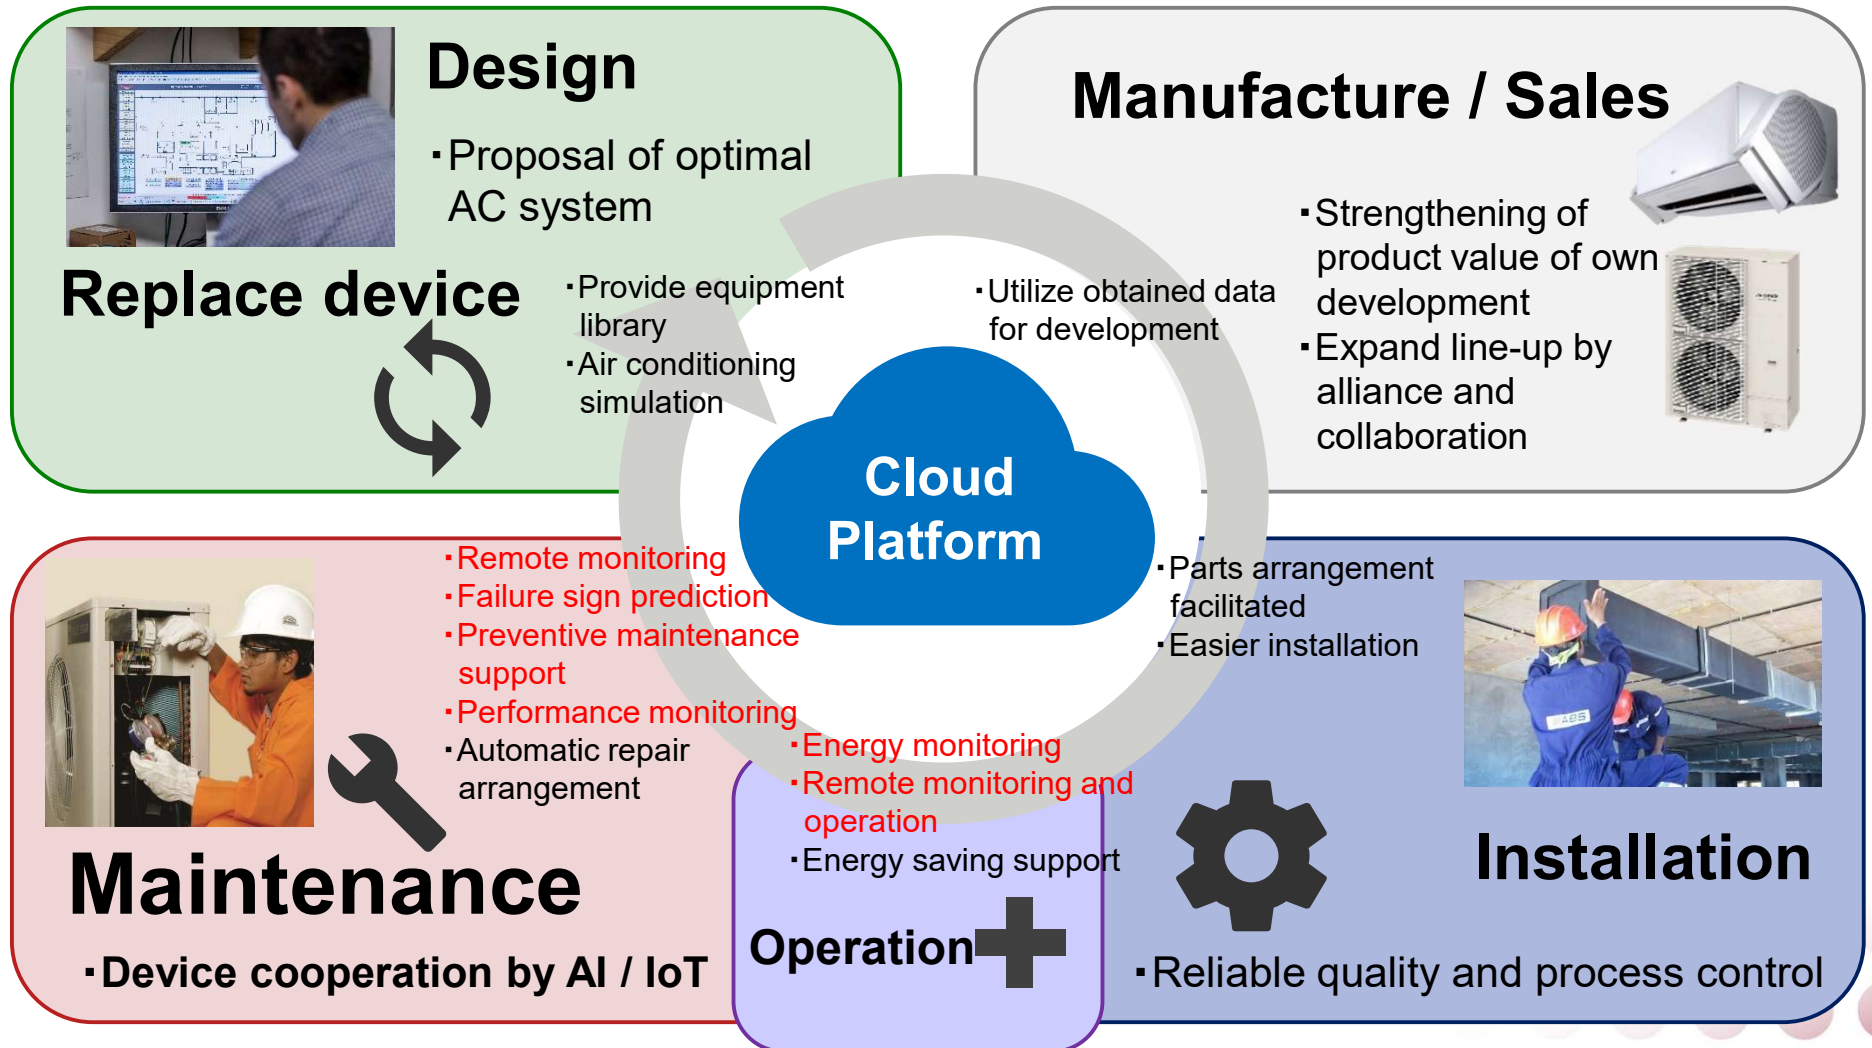 Design
・Proposal of optimal
AC system
Replace device
・Provide equipment
library
・Air conditioning
simulation
Manufacture / Sales
・Strengthening of
product value of own
development
・Expand line-up by
alliance and
collaboration
・Utilize obtained data
for development
Cloud
Platform
・Remote monitoring
・Failure sign prediction
・Preventive maintenance
support
・Performance monitoring
・Automatic repair
arrangement
Maintenance
・Device cooperation by AI / IoT
・Energy monitoring
・Remote monitoring and
operation
・Energy saving support
Operation
・Parts arrangement
facilitated
・Easier installation
ABS
Installation
・Reliable quality and process control